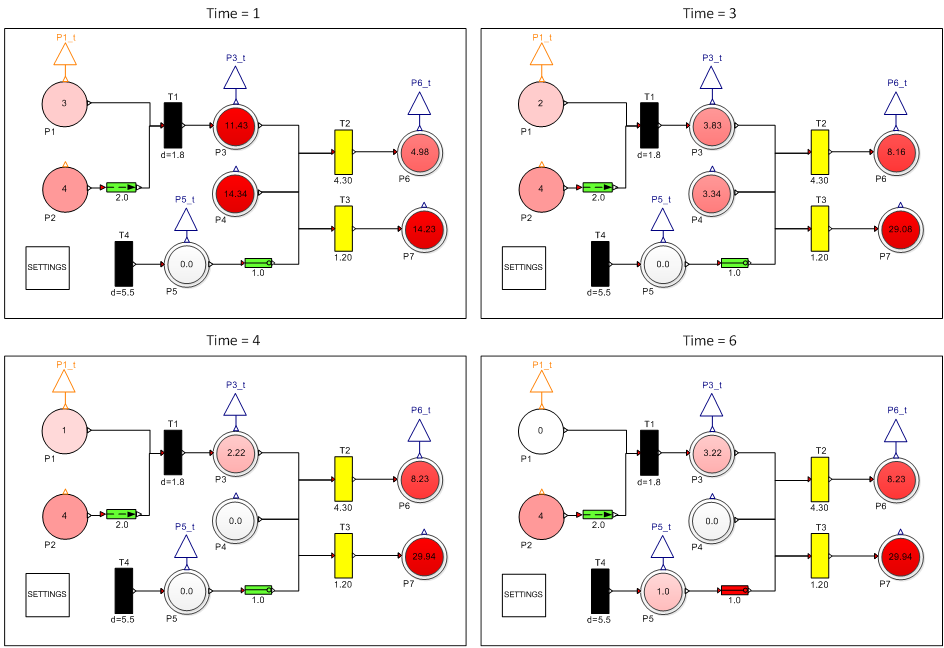 Time = 1
P1_t
P3_t
P6_t
3
P1
T1
d=1.8
11.43
P3
T2
4.30
4.98
P6
4
P2
2.0
14.34
P4
P5_t
T3
1.20
14.23
P7
SETTINGS
T4
d=5.5
0.0
P5
1.0
Time = 3
P1_t
P3_t
P6_t
2
P1
T1
d=1.8
3.83
P3
T2
4.30
8.16
P6
4
P2
2.0
3.34
P4
P5_t
T3
1.20
29.08
P7
SETTINGS
T4
d=5.5
0.0
P5
1.0
Time = 4
P1_t
P3_t
P6_t
1
P1
T1
d=1.8
2.22
P3
T2
4.30
8.23
P6
4
P2
2.0
0.0
P4
P5_t
T3
1.20
29.94
P7
SETTINGS
T4
d=5.5
0.0
P5
1.0
Time = 6
P1_t
P3_t
P6_t
0
P1
T1
d=1.8
3.22
P3
T2
4.30
8.23
P6
4
P2
2.0
0.0
P4
P5_t
T3
1.20
29.94
P7
SETTINGS
T4
d=5.5
1.0
P5
1.0